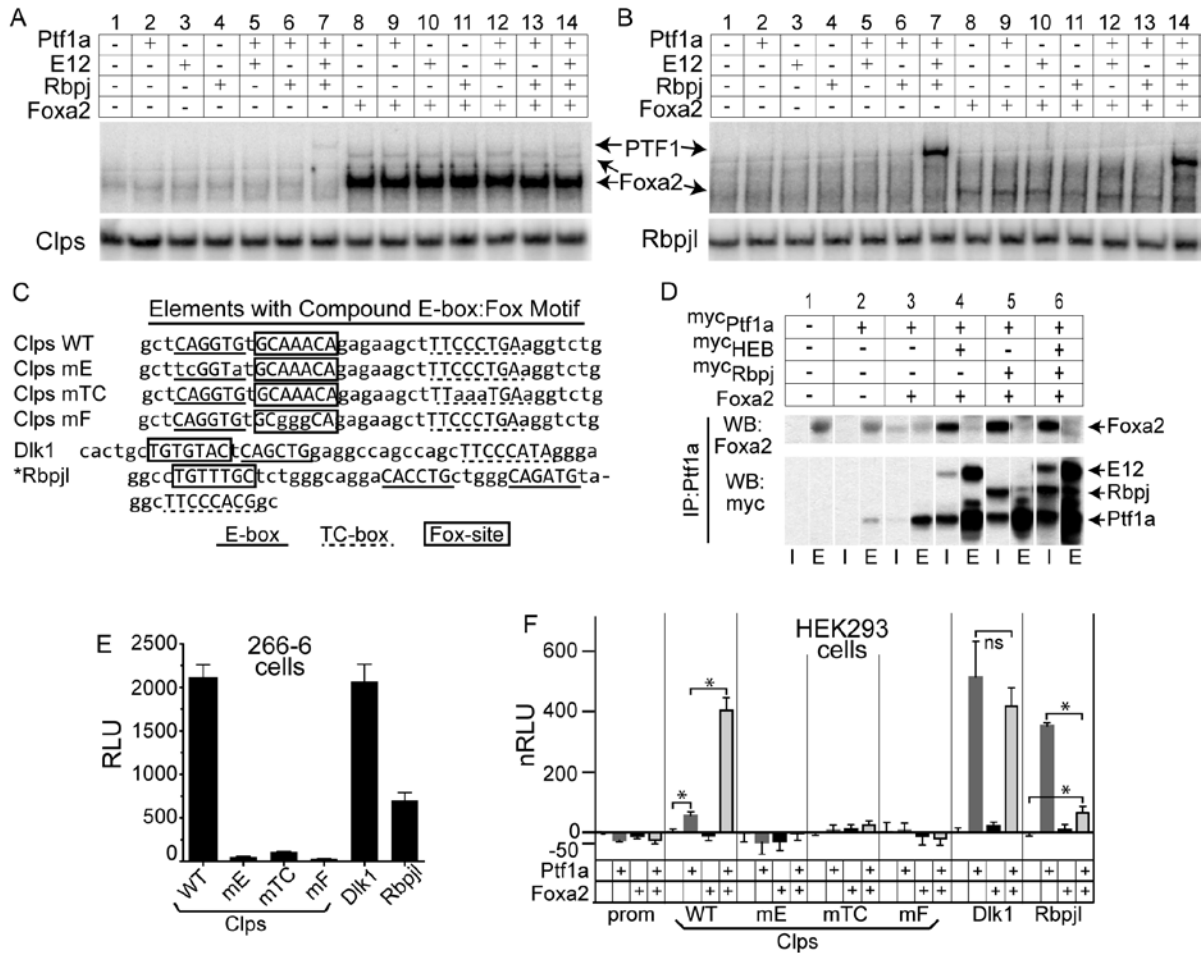 A
1 2 3 4 5 6 7 8 9 10 11 12 13 14
Ptf1a - + - - + + + - + - - + + +
E12 - - + - + - + - - + - + - +
Rbpj - - - + - + + - - - + - + +
Foxa2 - - - - - - - + + + + + + +
PTF1
Foxa2
Clps
B
1 2 3 4 5 6 7 8 9 10 11 12 13 14
Ptf1a - + - - + + + - + - - + + +
E12 - - + - + - + - - + - + - +
Rbpj - - - + - + + - - - + - + +
Foxa2 - - - - - - - + + + + + + +
Rbpjl
C
Elements with Compound E-box:Fox Motif
Clps WT gctCAGGTGtGCAAACAgagaagctTTCCCTGAaggtctg
Clps mE gcttcGGTatGCAAACAgagaagctTTCCCTGAaggtctg
Clps mTC gctCAGGTGtGCAAACAgagaagctTTaaaTGAaggtctg
Clps mF gctCAGGTGtGCgggCAgagaagctTTCCCTGAaggtctg
Dlk1 cactgcTGTGTACtCAGCTGgaggccagccagcTTCCCATAggga
*Rbpjl ggccTGTTTGCtctgggcaggaCACCTGctgggCAGATGta-
ggcTTCCCACGgc
E-box TC-box Fox-site
D
1 2 3 4 5 6
mycPtf1a - + + + + +
mycHEB - - - + - +
mycRbpj - - - - + +
Foxa2 - - + + + +
IP:Ptf1a
WB:
Foxa2
Foxa2
WB:
myc
E12
Rbpj
Ptf1a
I E I E I E I E I E I E
E
266-6
cells
RLU
2500
2000
1500
1000
500
0
WT mE mTC mF Dlk1 Rbpjl
Clps
F
HEK293
cells
nRLU
600
400
200
0
-50
* * ns * *
Ptf1a + + + + + + + + + + + + + +
Foxa2 + + + + + + + + + + + + + +
prom WT mE mTC mF Dlk1 Rbpjl
Clps